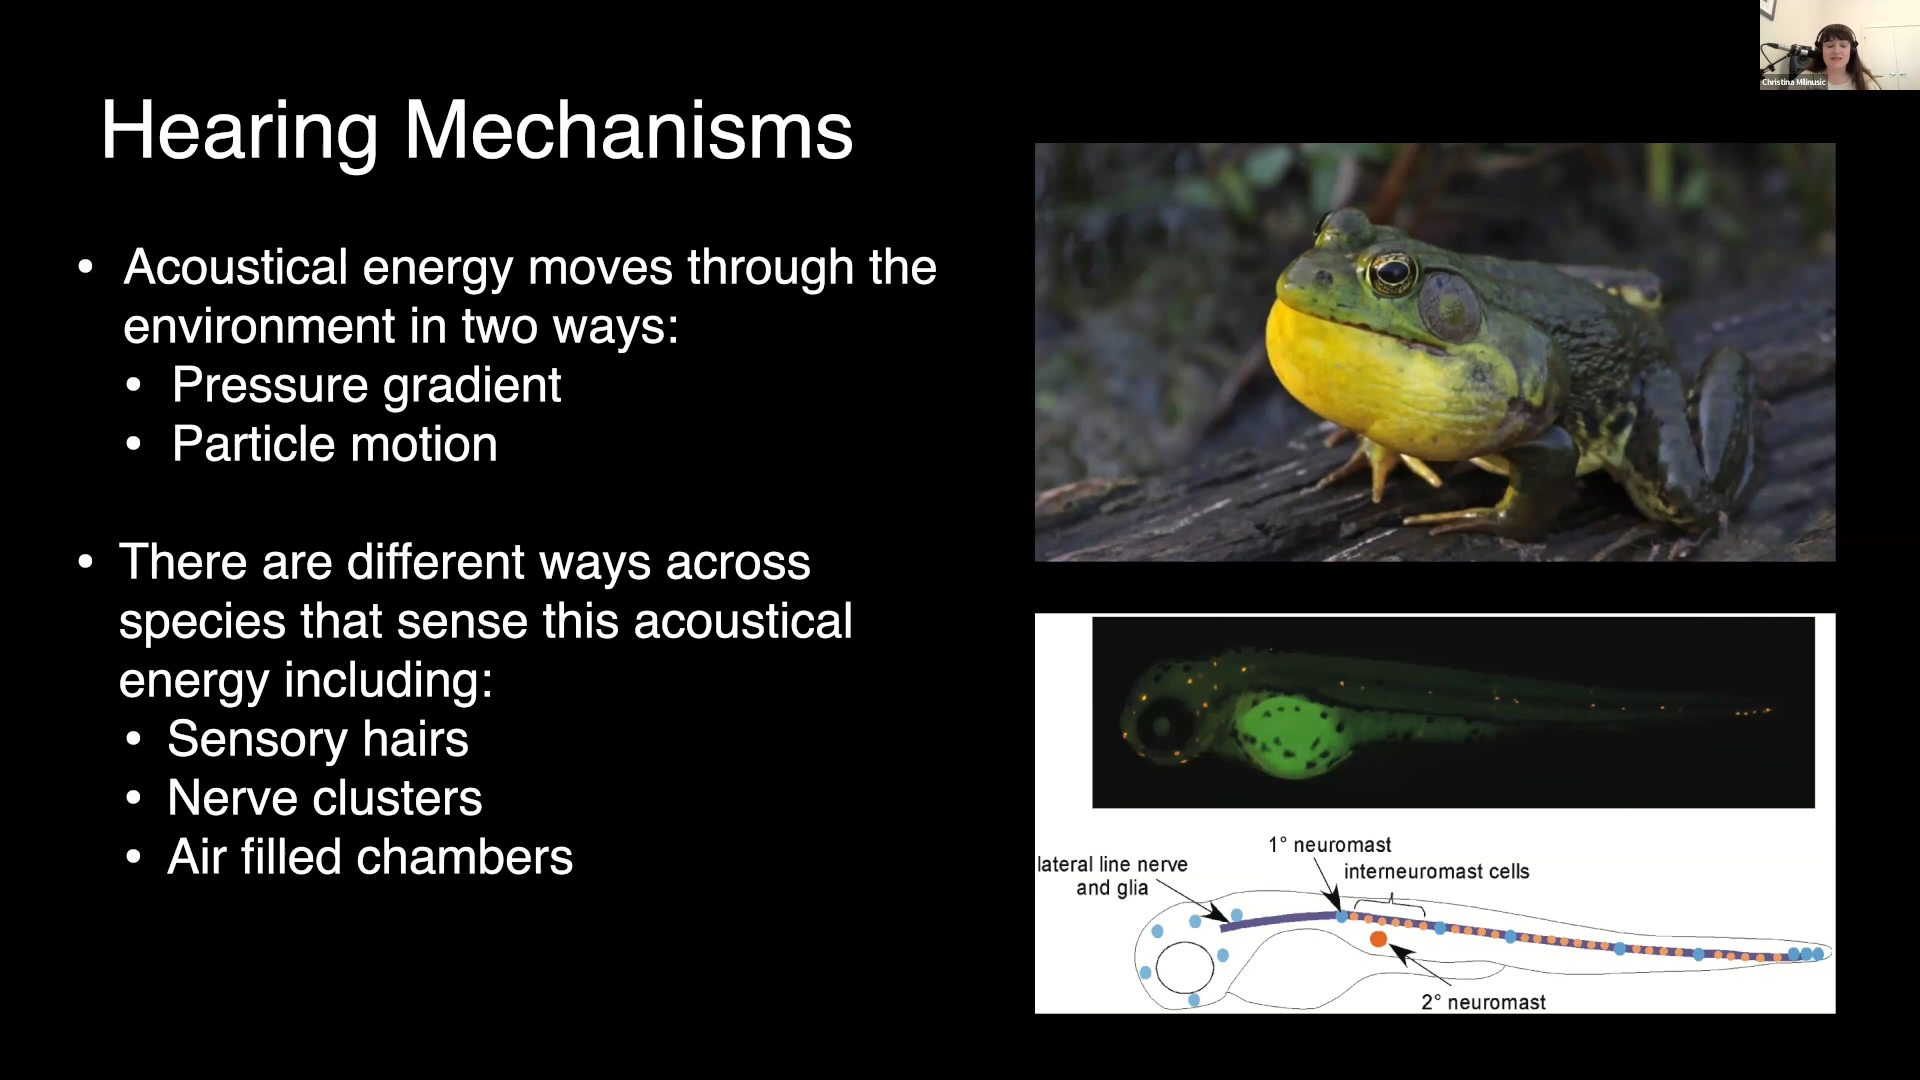 Christina Milinusic
Hearing Mechanisms
• Acoustical energy moves through the
environment in two ways:
• Pressure gradient
• Particle motion
• There are different ways across
species that sense this acoustical
energy including:
• Sensory hairs
• Nerve clusters
• Air filled chambers
1° neuromast
lateral line nerve
and glia
interneuromast cells
2° neuromast